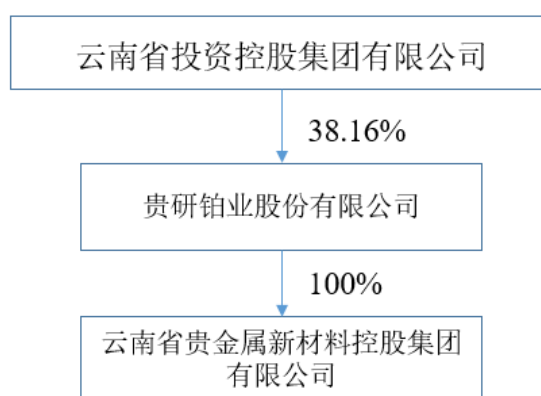 云南省投资控股集团有限公司
38.16%
贵研铂业股份有限公司
100%
云南省贵金属新材料控股集团
有限公司